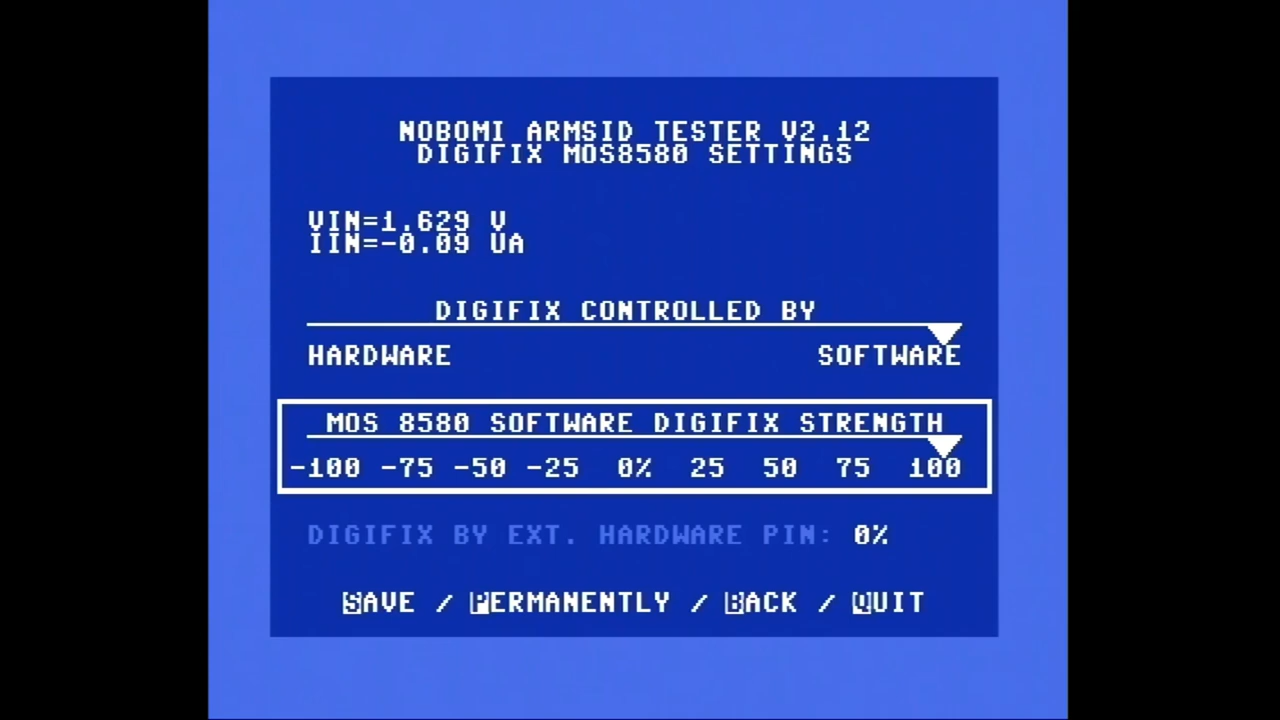 NOBOMI ARMSID TESTER V2.12
DIGIFIX MOS8580 SETTINGS
VIN=1.629 V
IIN=-0.09 UA
DIGIFIX CONTROLLED BY
HARDWARE SOFTWARE
MOS 8580 SOFTWARE DIGIFIX STRENGTH
-100 -75 -50 -25 0% 25 50 75 100
DIGIFIX BY EXT. HARDWARE PIN: 0%
SAVE / PERMANENTLY / BACK / QUIT